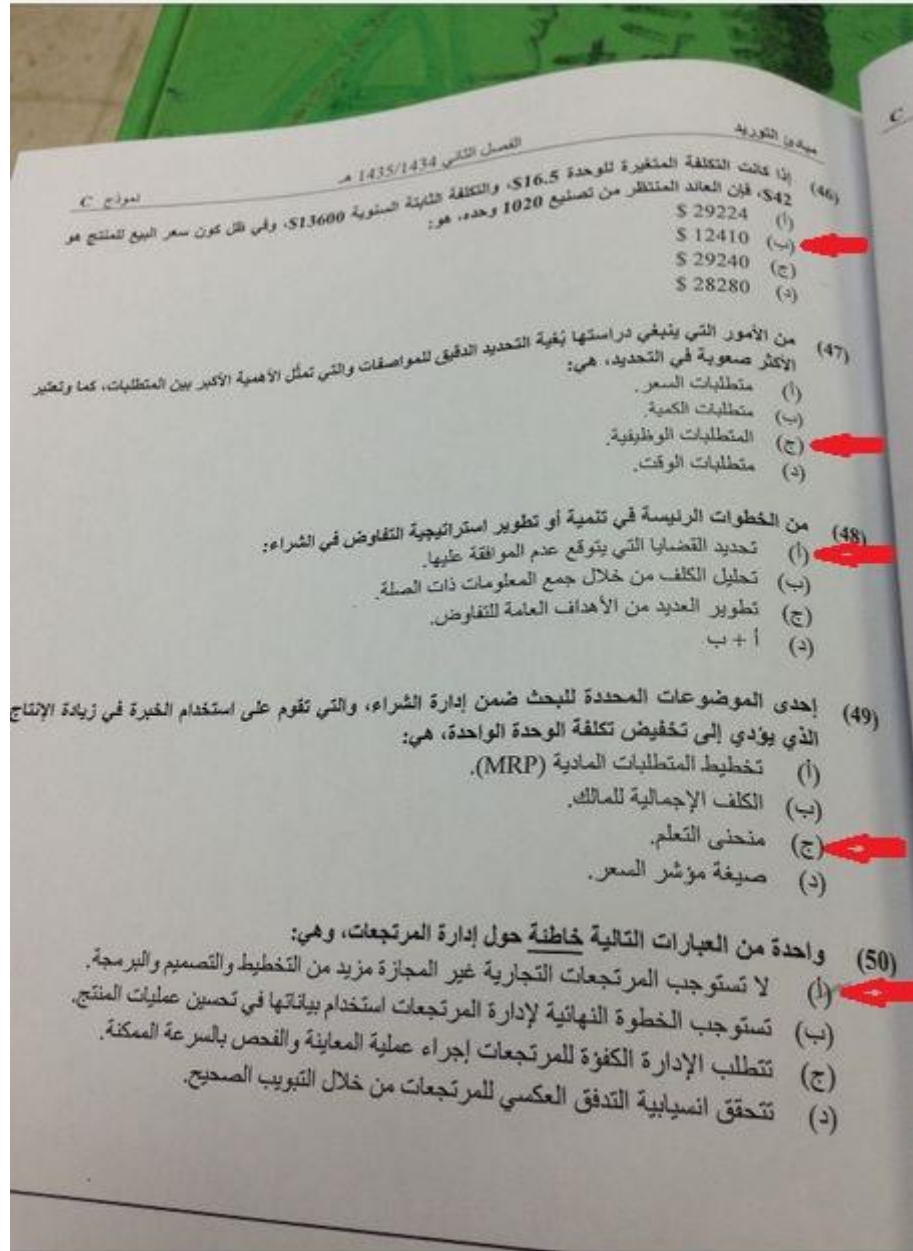 مبادئ التوريد
الفصل الثاني 1435/1434 هـ
نموذج C
(46) إذا كانت التكلفة المتغيرة للوحدة 16.5$، والتكلفة الثابتة السنوية 13600$، وفي ظل كون سعر البيع للمنتج هو
42$، فإن العائد المنتظر من تصنيع 1020 وحده، هو:
(أ) 29224 $
(ب) 12410 $
(ج) 29240 $
(د) 28280 $
(47) من الأمور التي ينبغي دراستها بُغية التحديد الدقيق للمواصفات والتي تمثّل الأهمية الأكبر بين المتطلبات، كما وتعتبر
الأكثر صعوبة في التحديد، هي:
(أ) متطلبات السعر.
(ب) متطلبات الكمية.
(ج) المتطلبات الوظيفية.
(د) متطلبات الوقت.
(48) من الخطوات الرئيسة في تنمية أو تطوير استراتيجية التفاوض في الشراء:
(أ) تحديد القضايا التي يتوقع عدم الموافقة عليها.
(ب) تحليل الكلف من خلال جمع المعلومات ذات الصلة.
(ج) تطوير العديد من الأهداف العامة للتفاوض.
(د) أ + ب
(49) إحدى الموضوعات المحددة للبحث ضمن إدارة الشراء، والتي تقوم على استخدام الخبرة في زيادة الإنتاج
الذي يؤدي إلى تخفيض تكلفة الوحدة الواحدة، هي:
(أ) تخطيط المتطلبات المادية (MRP).
(ب) الكلف الإجمالية للمالك.
(ج) منحنى التعلم.
(د) صيغة مؤشر السعر.
(50) واحدة من العبارات التالية خاطئة حول إدارة المرتجعات، وهي:
(أ) لا تستوجب المرتجعات التجارية غير المجازة مزيد من التخطيط والتصميم والبرمجة.
(ب) تستوجب الخطوة النهائية لإدارة المرتجعات استخدام بياناتها في تحسين عمليات المنتج.
(ج) تتطلب الإدارة الكفؤة للمرتجعات إجراء عملية المعاينة والفحص بالسرعة الممكنة.
(د) تتحقق انسيابية التدفق العكسي للمرتجعات من خلال التبويب الصحيح.
C